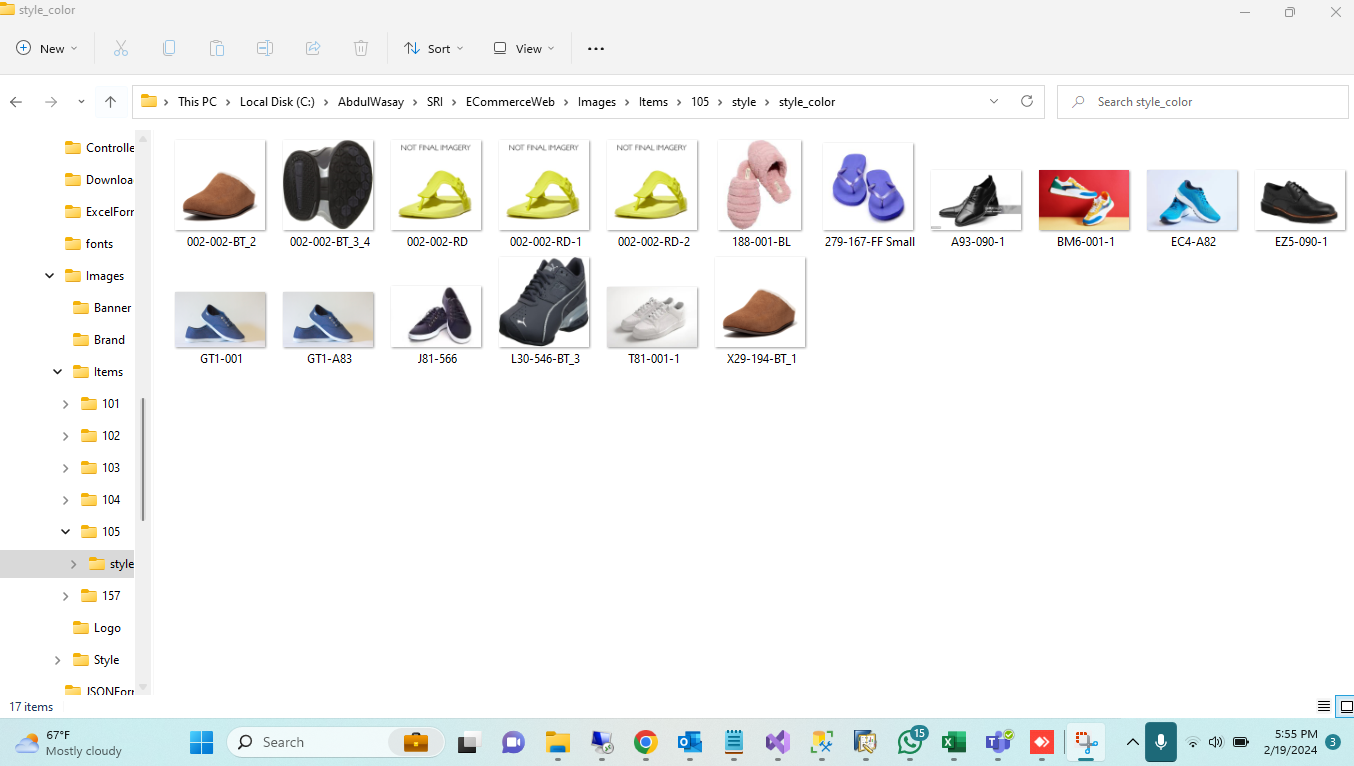 style_color
New
Sort
View
This PC
Local Disk (C:)
AbdulWasay
SRI
ECommerceWeb
Images
Items
105
style
style_color
Search style_color
Controlle
Downloa
ExcelForr
fonts
Images
Banner
Brand
Items
101
102
103
104
105
style
157
Logo
Style
JSONForr
NOT FINAL IMAGERY
NOT FINAL IMAGERY
NOT FINAL IMAGERY
002-002-BT_2
002-002-BT_3_4
002-002-RD
002-002-RD-1
002-002-RD-2
188-001-BL
279-167-FF Small
A93-090-1
BM6-001-1
EC4-A82
EZ5-090-1
GT1-001
GT1-A83
J81-566
L30-546-BT_3
T81-001-1
X29-194-BT_1
17 items
67°F
Mostly cloudy
Search
15
5:55 PM
2/19/2024
3